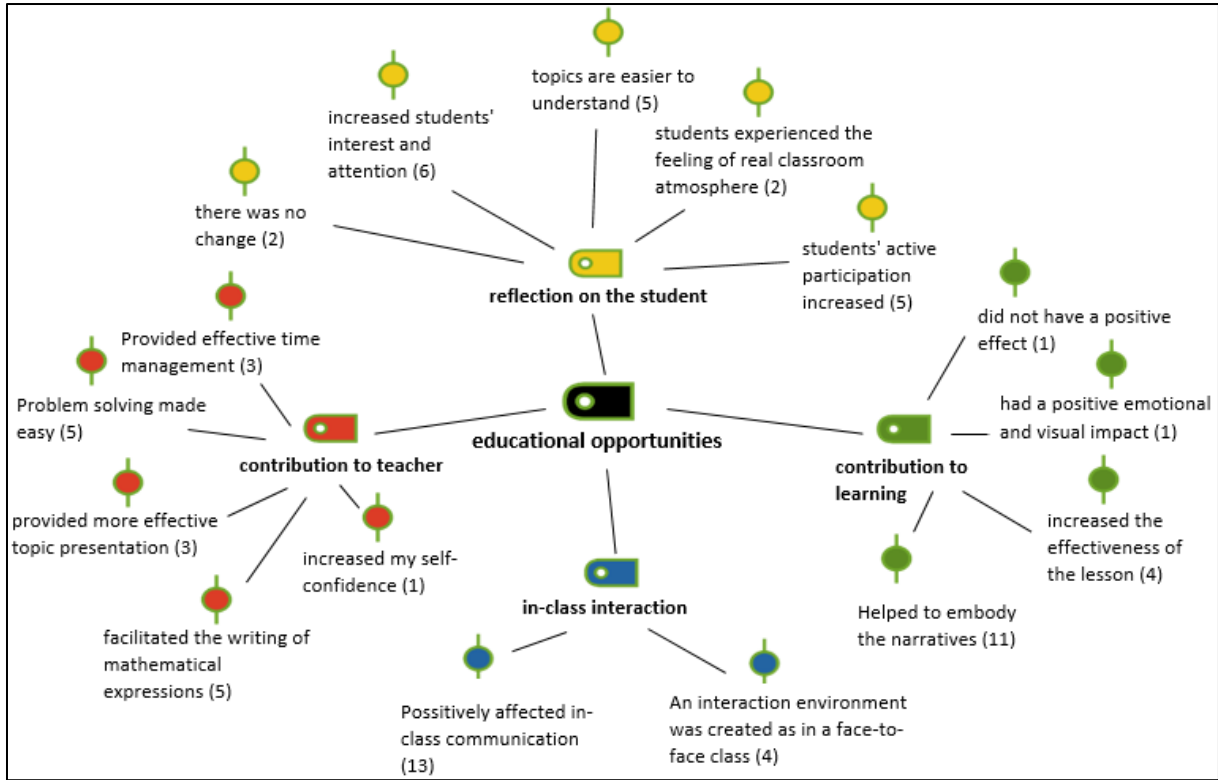 topics are easier to
understand (5)
increased students'
interest and
attention (6)
students experienced the
feeling of real classroom
atmosphere (2)
there was no
change (2)
students' active
participation
increased (5)
reflection on the student
Provided effective time
management (3)
did not have a positive
effect (1)
Problem solving made
easy (5)
had a positive emotional
and visual impact (1)
educational opportunities
contribution to teacher
contribution to
learning
provided more effective
topic presentation (3)
increased my self-
confidence (1)
increased the
effectiveness of
the lesson (4)
in-class interaction
Helped to embody
the narratives (11)
facilitated the writing of
mathematical
expressions (5)
Possitively affected in-
class communication
(13)
An interaction environment
was created as in a face-to-
face class (4)